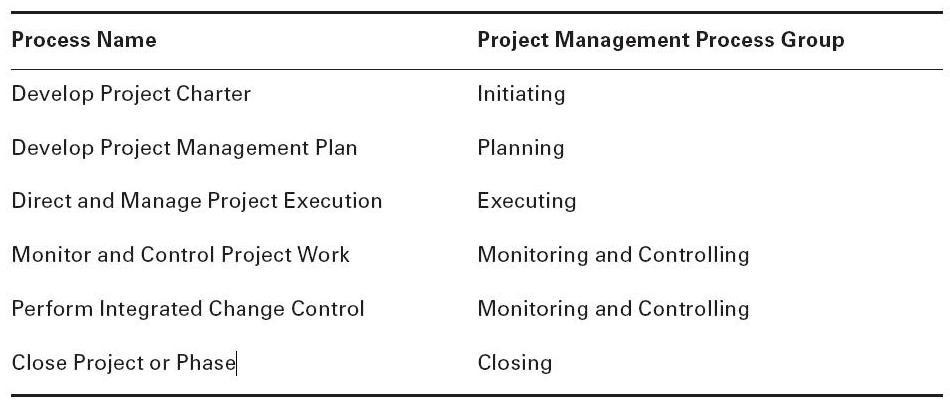 Process Name Project Management Process Group
Develop Project Charter Initiating
Develop Project Management Plan Planning
Direct and Manage Project Execution Executing
Monitor and Control Project Work Monitoring and Controlling
Perform Integrated Change Control Monitoring and Controlling
Close Project or Phase Closing